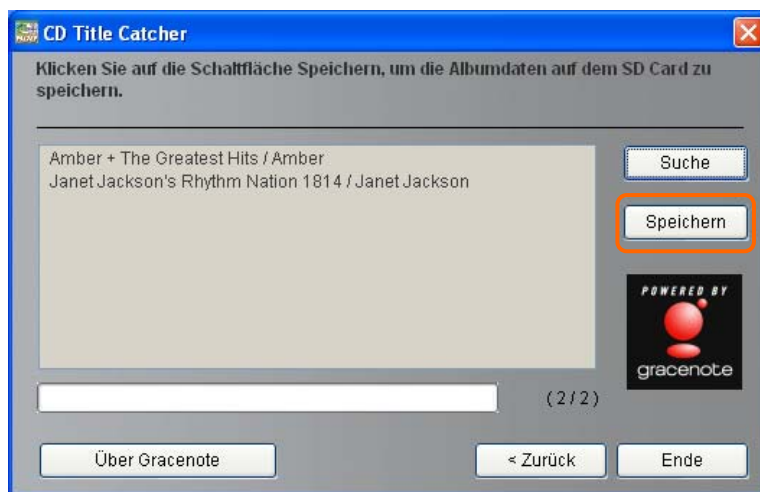 CD Title Catcher
Klicken Sie auf die Schaltfläche Speichern, um die Albumdaten auf dem SD Card zu
speichern.
Amber + The Greatest Hits / Amber
Janet Jackson's Rhythm Nation 1814 / Janet Jackson
Suche
Speichern
POWERED BY
gracenote
(2/2)
Über Gracenote
< Zurück
Ende